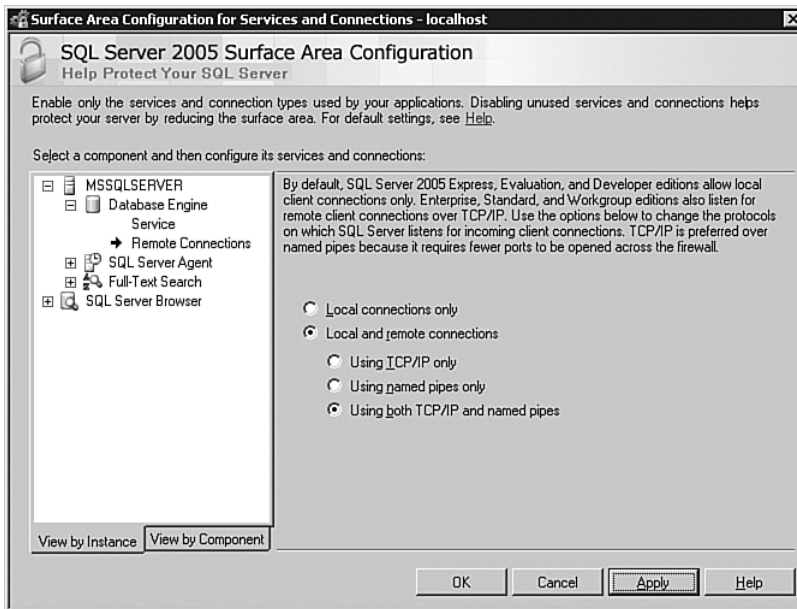 Surface Area Configuration for Services and Connections - localhost
SQL Server 2005 Surface Area Configuration
Help Protect Your SQL Server
Enable only the services and connection types used by your applications. Disabling unused services and connections helps
protect your server by reducing the surface area. For default settings, see Help.
Select a component and then configure its services and connections:
MSSQLSERVER
Database Engine
Service
Remote Connections
SQL Server Agent
Full-Text Search
SQL Server Browser
View by Instance
View by Component
By default, SQL Server 2005 Express, Evaluation, and Developer editions allow local
client connections only. Enterprise, Standard, and Workgroup editions also listen for
remote client connections over TCP/IP. Use the options below to change the protocols
on which SQL Server listens for incoming client connections. TCP/IP is preferred over
named pipes because it requires fewer ports to be opened across the firewall.
Local connections only
Local and remote connections
Using TCP/IP only
Using named pipes only
Using both TCP/IP and named pipes
OK
Cancel
Apply
Help